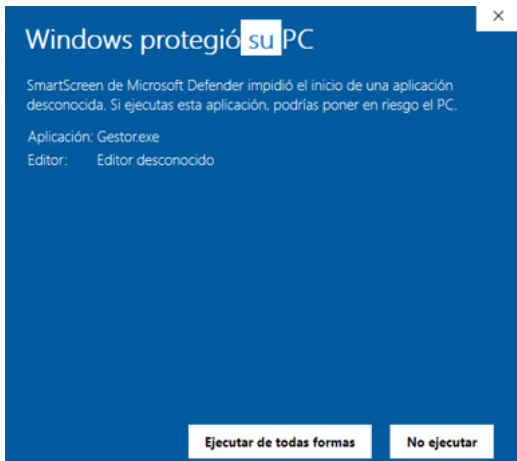 Windows protegió su PC
SmartScreen de Microsoft Defender impidió el inicio de una aplicación
desconocida. Si ejecutas esta aplicación, podrías poner en riesgo el PC.
Aplicación: Gestor.exe
Editor: Editor desconocido
Ejecutar de todas formas No ejecutar